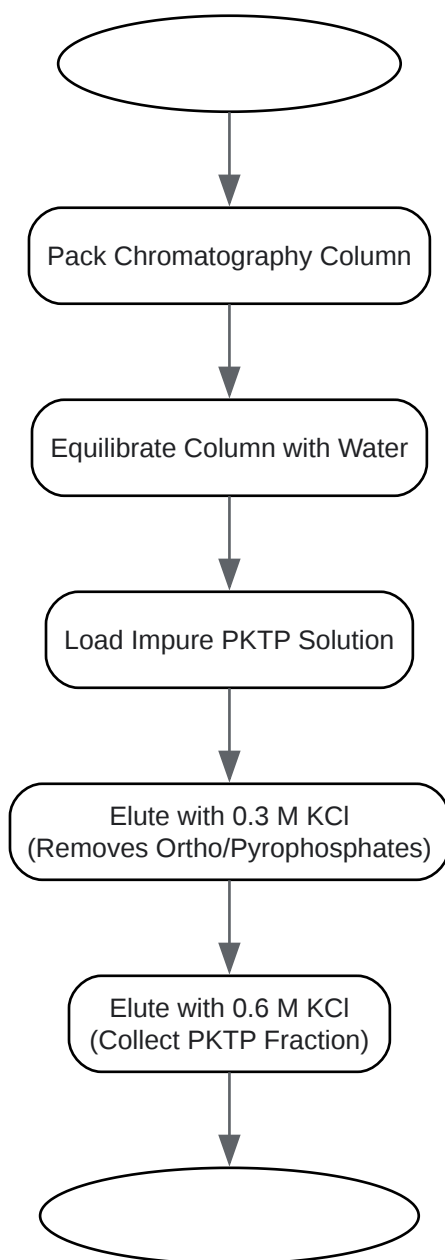 Pack Chromatography Column
Equilibrate Column with Water
Load Impure PKTP Solution
Elute with 0.3 M KCl
(Removes Ortho/Pyrophosphates)
Elute with 0.6 M KCl
(Collect PKTP Fraction)